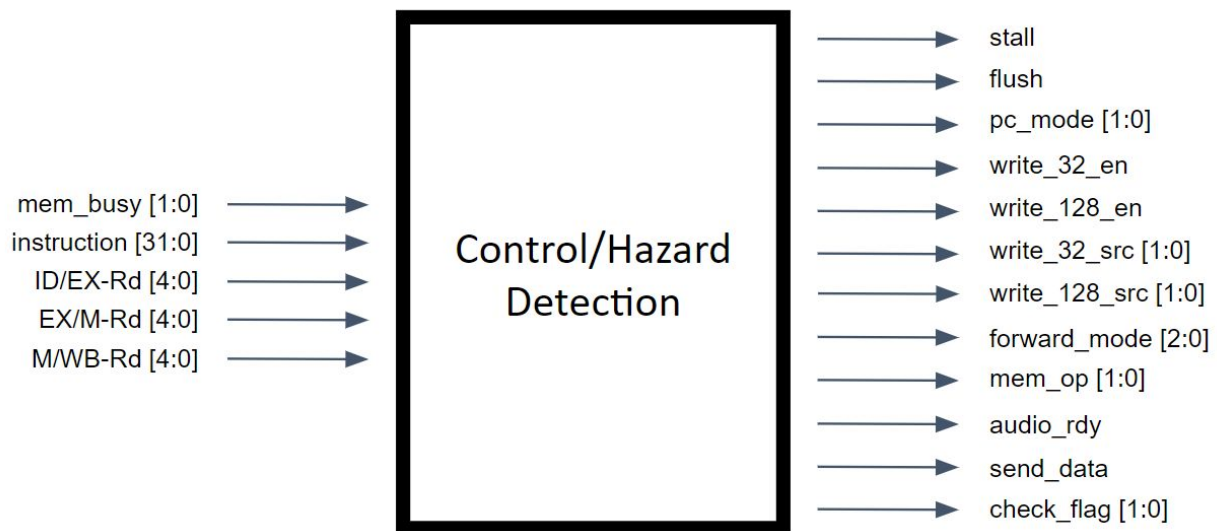 mem_busy [1:0]
instruction [31:0]
ID/EX-Rd [4:0]
EX/M-Rd [4:0]
M/WB-Rd [4:0]
Control/Hazard
Detection
stall
flush
pc_mode [1:0]
write_32_en
write_128_en
write_32_src [1:0]
write_128_src [1:0]
forward_mode [2:0]
mem_op [1:0]
audio_rdy
send_data
check_flag [1:0]